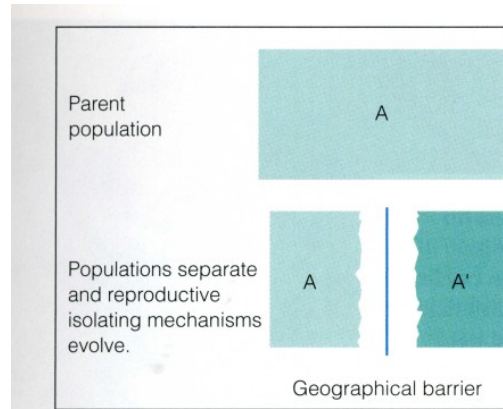 Parent
population
A
Populations separate
and reproductive
isolating mechanisms
evolve.
A
A'
Geographical barrier